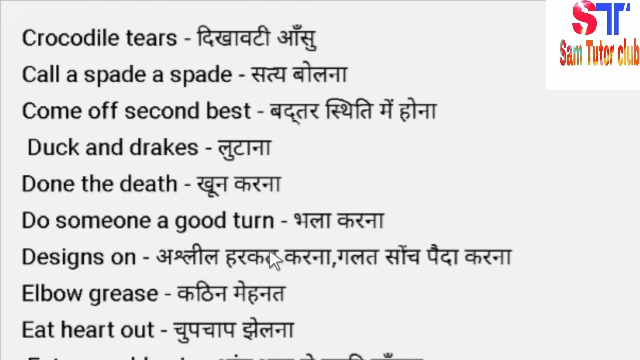 ST
Sam Tutor club
Crocodile tears - दिखावटी आँसु
Call a spade a spade - सत्य बोलना
Come off second best - बद्तर स्थिति में होना
Duck and drakes - लुटाना
Done the death - खून करना
Do someone a good turn - भला करना
Designs on - अश्लील हरकत करना,गलत सोंच पैदा करना
Elbow grease - कठिन मेहनत
Eat heart out - चुपचाप झेलना